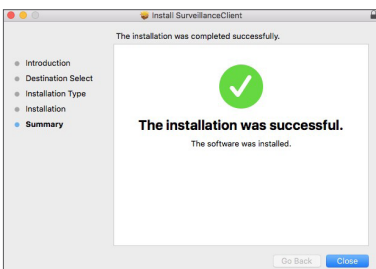 Install SurveillanceClient
The installation was completed successfully.
Introduction
Destination Select
Installation Type
Installation
Summary
The installation was successful.
The software was installed.
Go Back
Close